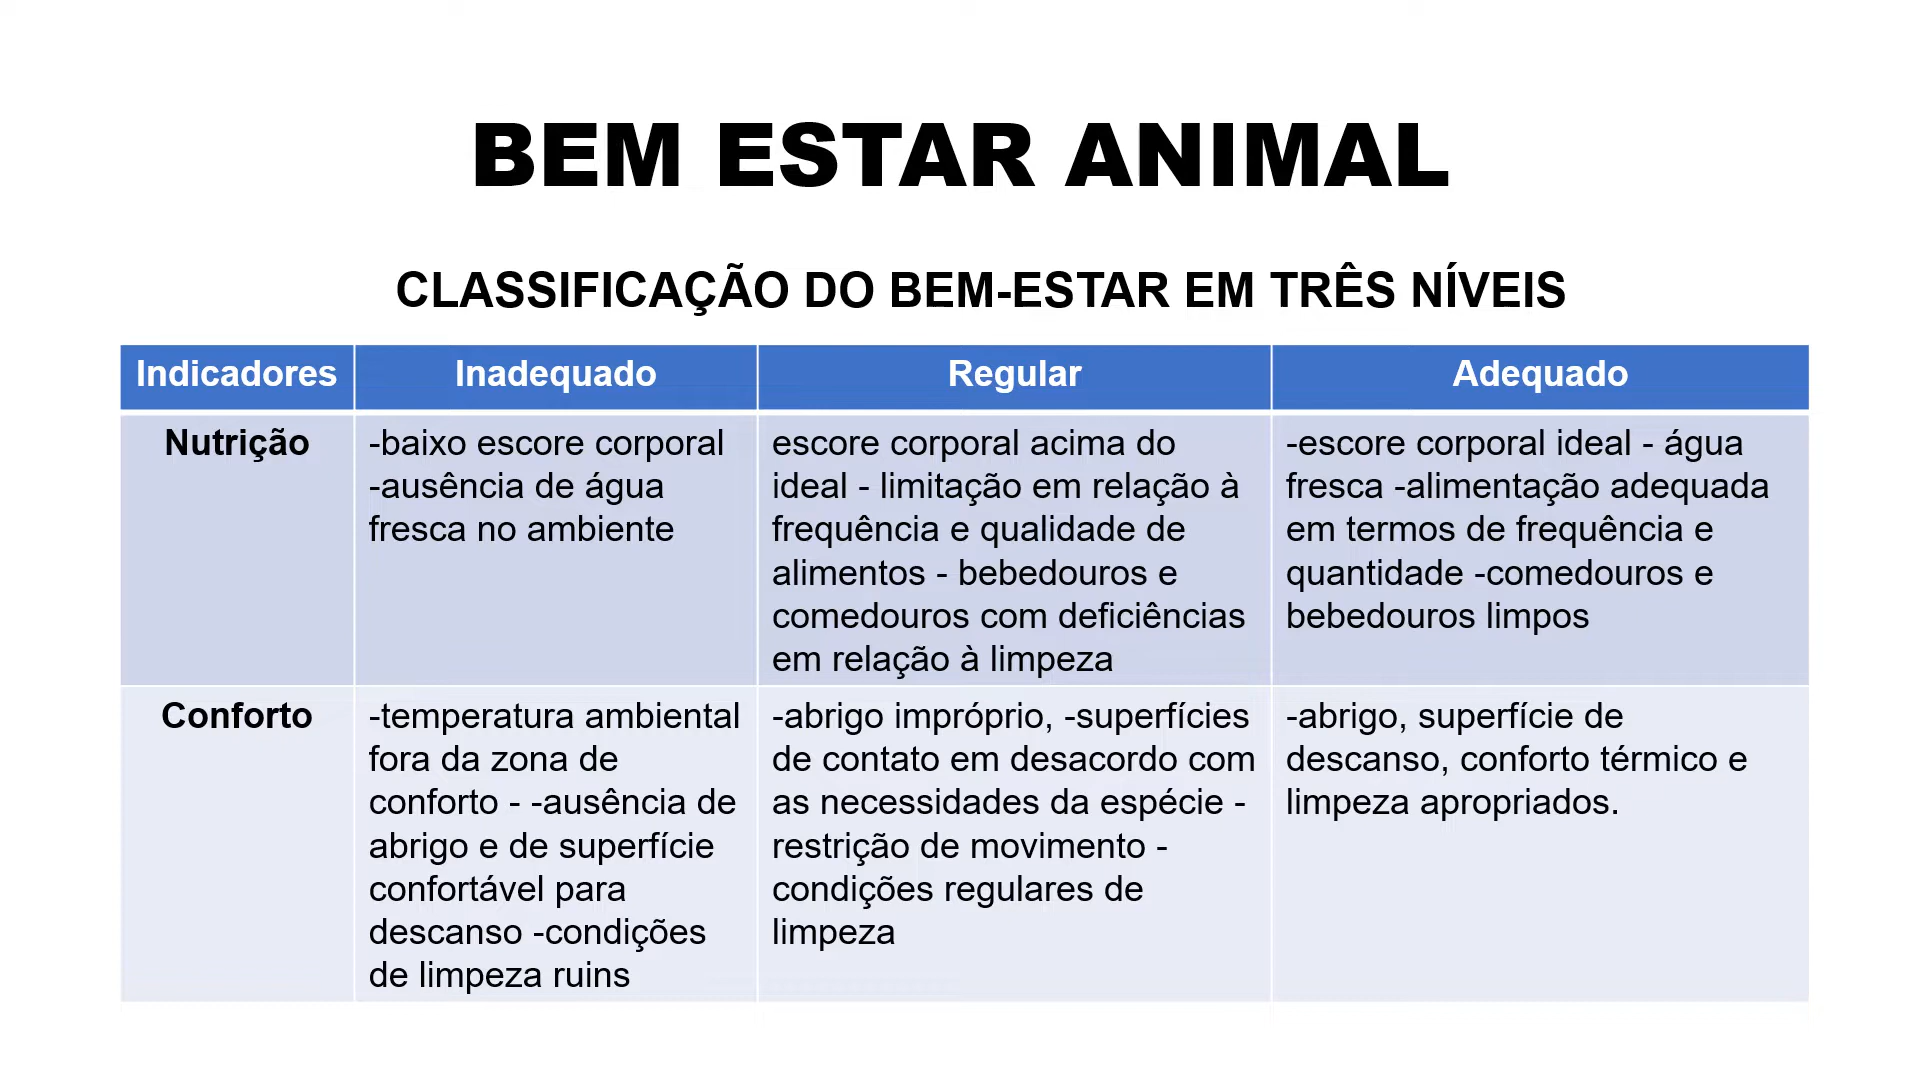 BEM ESTAR ANIMAL
CLASSIFICAÇÃO DO BEM-ESTAR EM TRÊS NÍVEIS
Indicadores
Inadequado
Regular
Adequado
Nutrição
-baixo escore corporal
-ausência de água
fresca no ambiente
escore corporal acima do
ideal - limitação em relação à
frequência e qualidade de
alimentos - bebedouros e
comedouros com deficiências
em relação à limpeza
-escore corporal ideal - água
fresca -alimentação adequada
em termos de frequência e
quantidade -comedouros e
bebedouros limpos
Conforto
-temperatura ambiental
fora da zona de
conforto - -ausência de
abrigo e de superfície
confortável para
descanso -condições
de limpeza ruins
-abrigo impróprio, -superfícies
de contato em desacordo com
as necessidades da espécie -
restrição de movimento -
condições regulares de
limpeza
-abrigo, superfície de
descanso, conforto térmico e
limpeza apropriados.